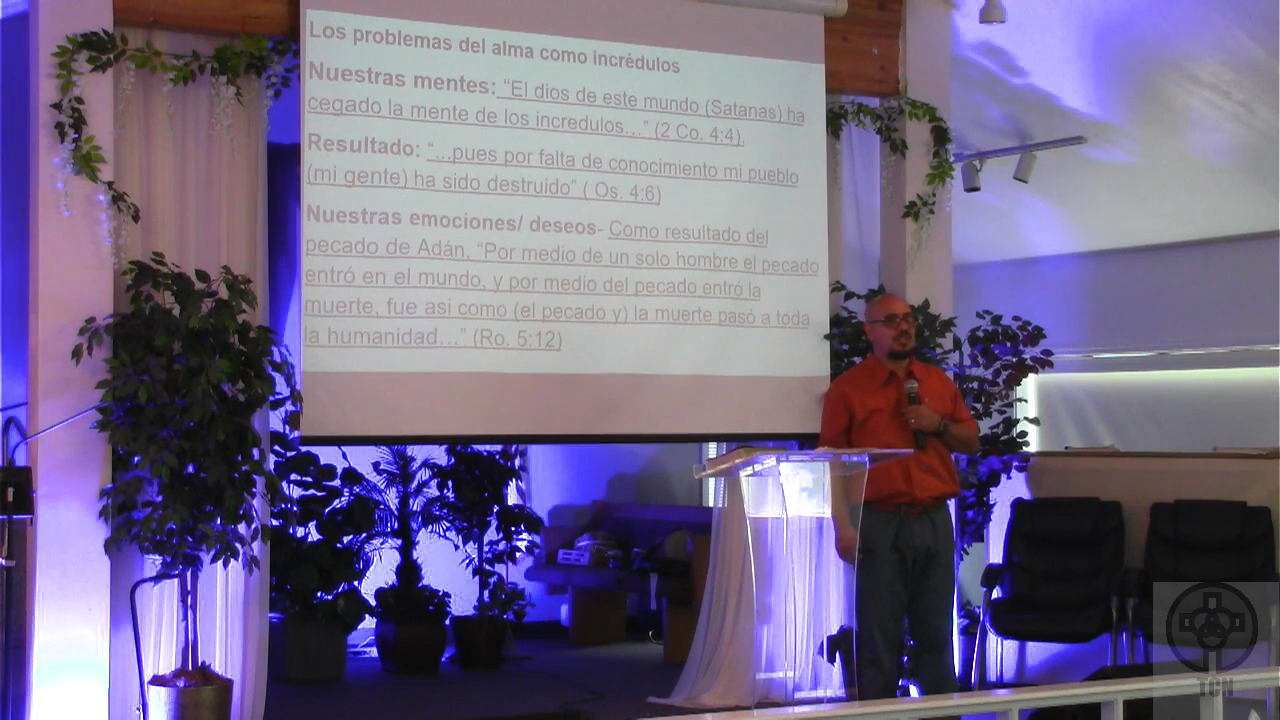 Los problemas del alma como incrédulos
Nuestras mentes: “El dios de este mundo (Satanas) ha
cegado la mente de los incredulos…” (2 Co. 4:4).
Resultado: “…pues por falta de conocimiento mi pueblo
(mi gente) ha sido destruido” ( Os. 4:6)
Nuestras emociones/ deseos- Como resultado del
pecado de Adán, “Por medio de un solo hombre el pecado
entró en el mundo, y por medio del pecado entró la
muerte, fue asi como (el pecado y) la muerte pasó a toda
la humanidad…” (Ro. 5:12)
TCN